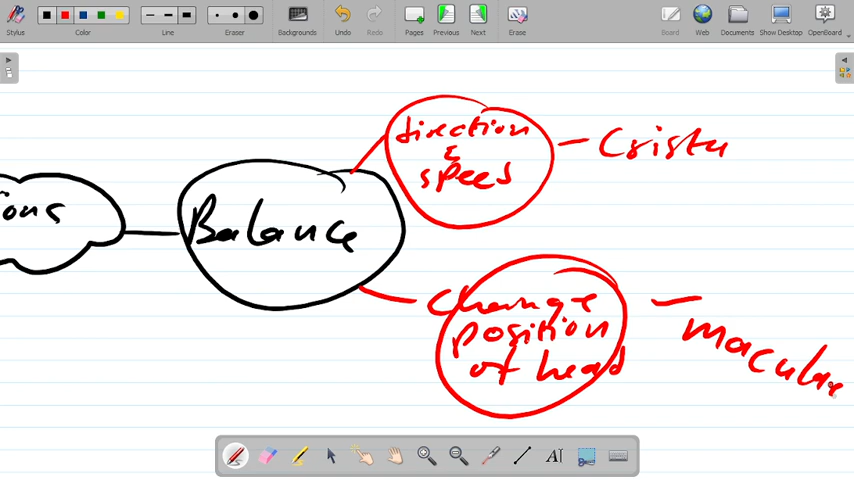 Stylus
Color
Line
Eraser
Backgrounds
Undo
Redo
Pages
Previous
Next
Erase
Board
Web
Documents
Show Desktop
OpenBoard
ions
Balance
direction
&
speed
Crista
change
position
of head
maculae